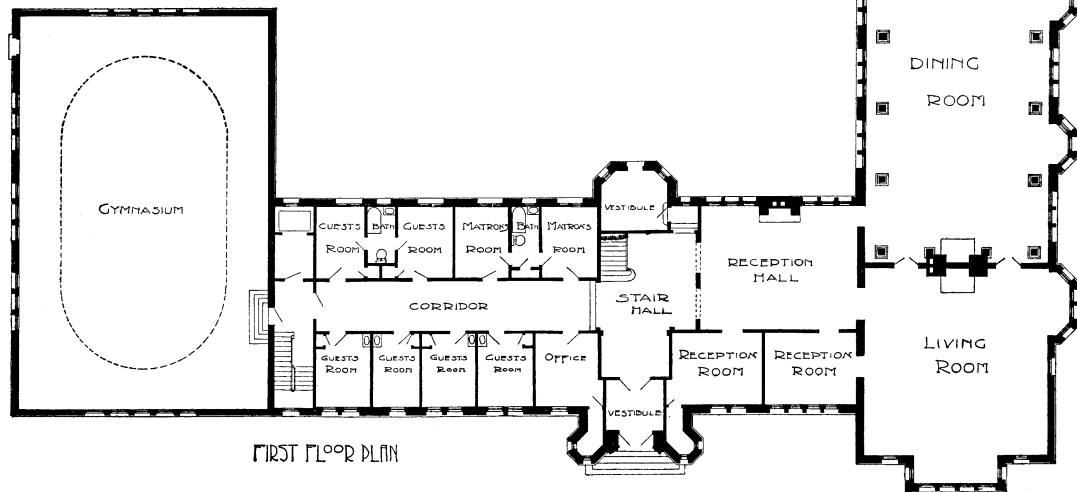 DINING
ROOM
GYMNASIUM
VESTIBULE
GUESTS
ROOM
BATH
GUESTS
ROOM
MATRONS
ROOM
BATH
MATRONS
ROOM
RECEPTION
HALL
CORRIDOR
STAIR
HALL
LIVING
ROOM
GUESTS
ROOM
GUESTS
ROOM
GUESTS
ROOM
GUESTS
ROOM
OFFICE
RECEPTION
ROOM
RECEPTION
ROOM
VESTIBULE
FIRST FLOOR PLAN